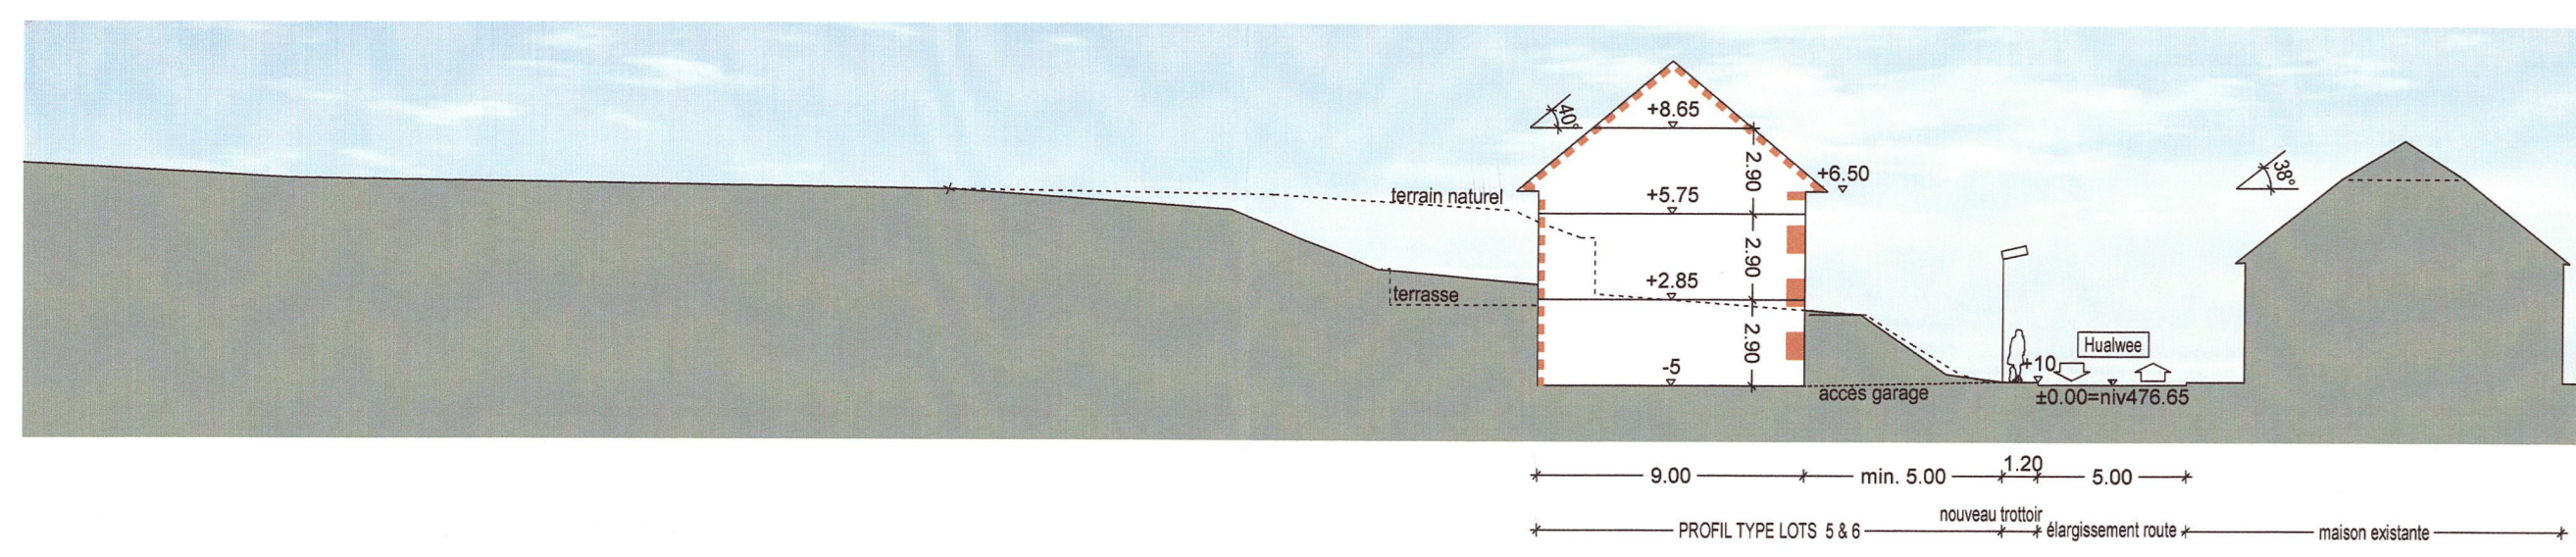 40°
+8.65
2.90
+6.50
terrain naturel
+5.75
38°
2.90
+2.85
terrasse
2.90
Hualwee
-5
+10
accès garage
±0.00=niv476.65
9.00
min. 5.00
1.20
5.00
nouveau trottoir
PROFIL TYPE LOTS 5 & 6
élargissement route
maison existante